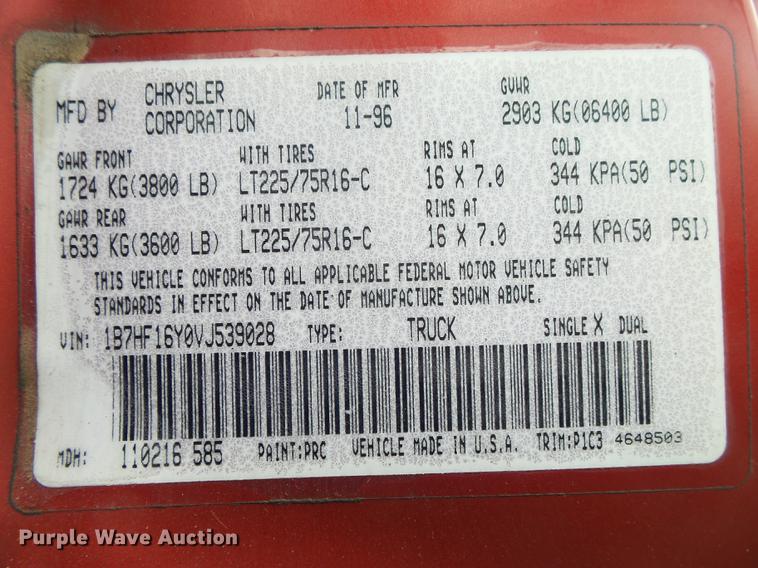 MFD BY CHRYSLER CORPORATION DATE OF MFR 11-96 GVWR 2903 KG(06400 LB)
GAWR FRONT WITH TIRES RIMS AT COLD
1724 KG(3800 LB) LT225/75R16-C 16 X 7.0 344 KPA(50 PSI)
GAWR REAR WITH TIRES RIMS AT COLD
1633 KG(3600 LB) LT225/75R16-C 16 X 7.0 344 KPA(50 PSI)
THIS VEHICLE CONFORMS TO ALL APPLICABLE FEDERAL MOTOR VEHICLE SAFETY
STANDARDS IN EFFECT ON THE DATE OF MANUFACTURE SHOWN ABOVE.
VIN: 1B7HF16Y0VJ539028 TYPE: TRUCK SINGLE X DUAL
MDH: 110216 585 PAINT:PRC VEHICLE MADE IN U.S.A. TRIM:P1C3 4648503
Purple Wave Auction